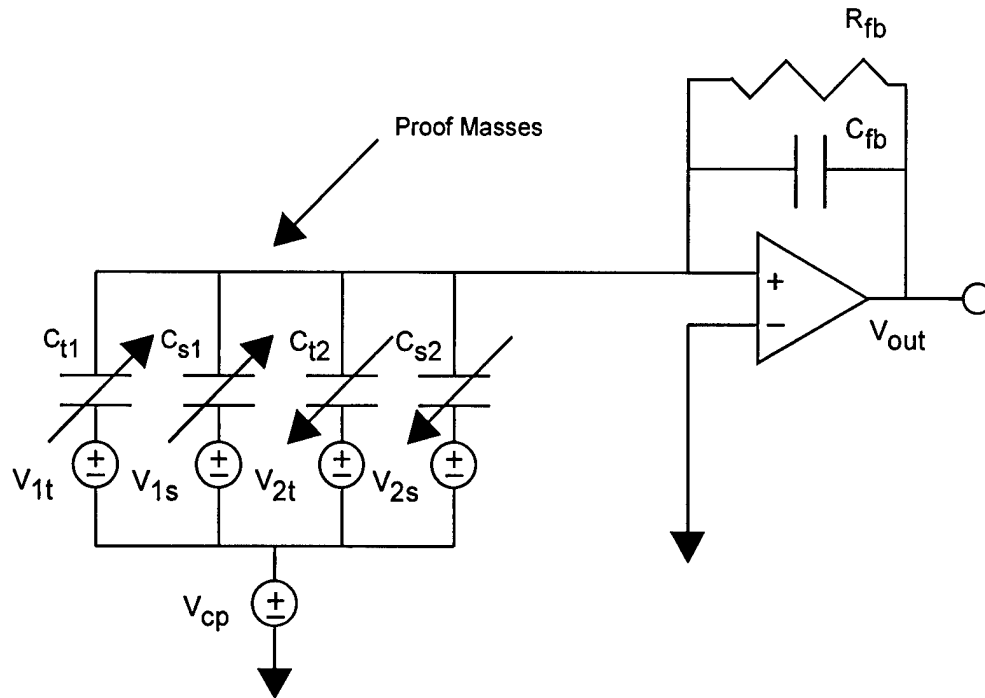 R_fb
Proof Masses
C_fb
+
−
V_out
C_t1 C_s1 C_t2 C_s2
± ± ± ±
V_1t V_1s V_2t V_2s
V_cp ±